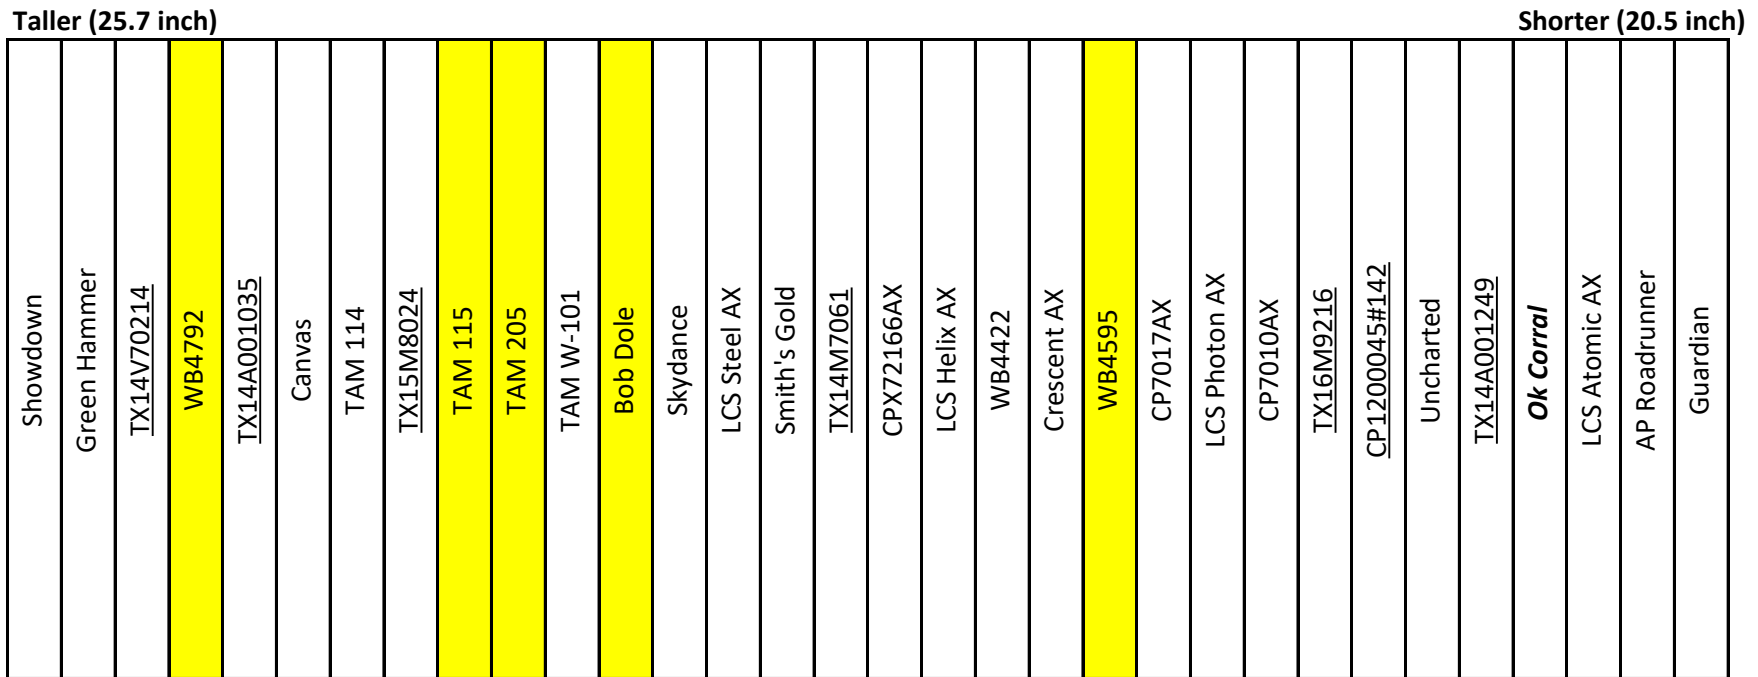 Taller (25.7 inch)
Shorter (20.5 inch)
Showdown
Green Hammer
TX14V70214
WB4792
TX14A001035
Canvas
TAM 114
TX15M8024
TAM 115
TAM 205
TAM W-101
Bob Dole
Skydance
LCS Steel AX
Smith's Gold
TX14M7061
CPX72166AX
LCS Helix AX
WB4422
Crescent AX
WB4595
CP7017AX
LCS Photon AX
CP7010AX
TX16M9216
CP1200045#142
Uncharted
TX14A001249
Ok Corral
LCS Atomic AX
AP Roadrunner
Guardian